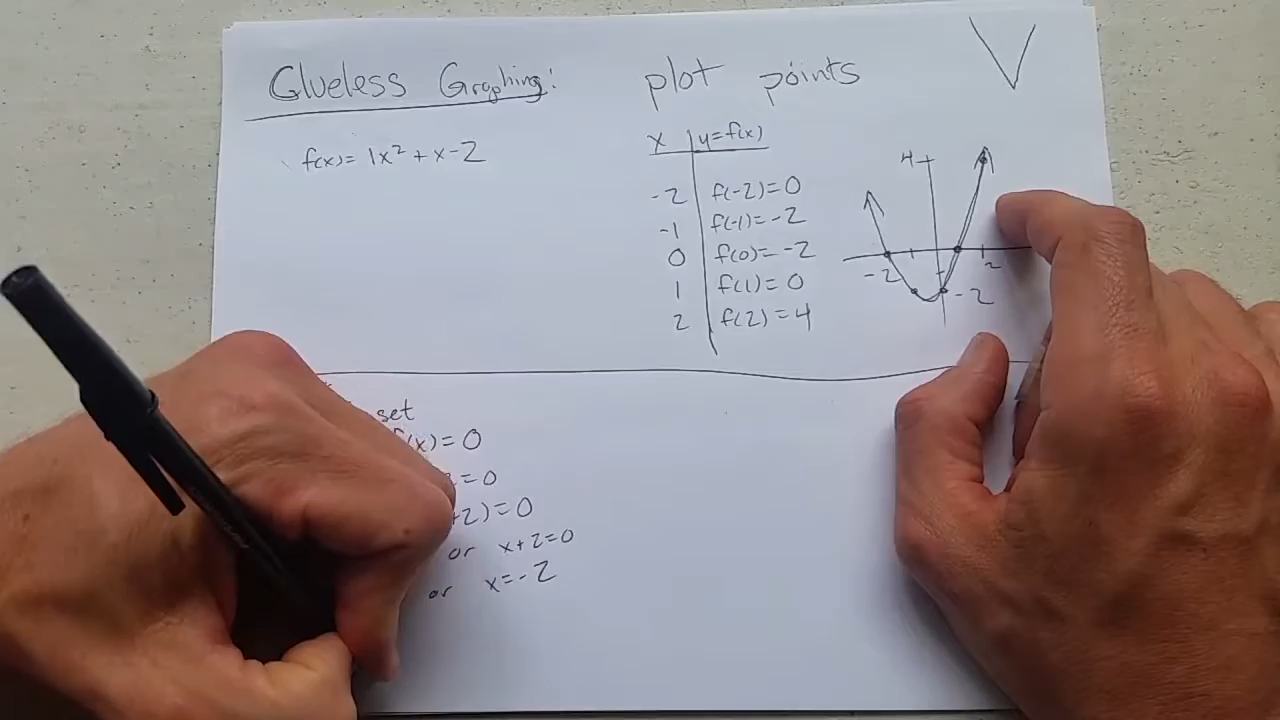 Clueless Graphing: plot points
f(x)= 1x² + x - 2
x y=f(x)
-2 f(-2)=0
-1 f(-1)=-2
0 f(0)=-2
1 f(1)=0
2 f(2)=4
4
-2 2
-2
set
f(x)=0
=0
+2)=0
or x+2=0
or x=-2